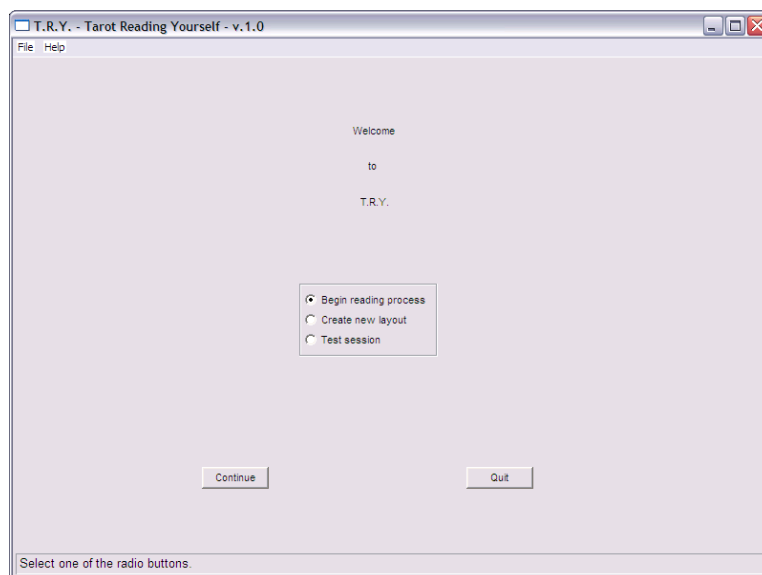 T.R.Y. - Tarot Reading Yourself - v.1.0
File Help
Welcome
to
T.R.Y.
Begin reading process
Create new layout
Test session
Continue Quit
Select one of the radio buttons.